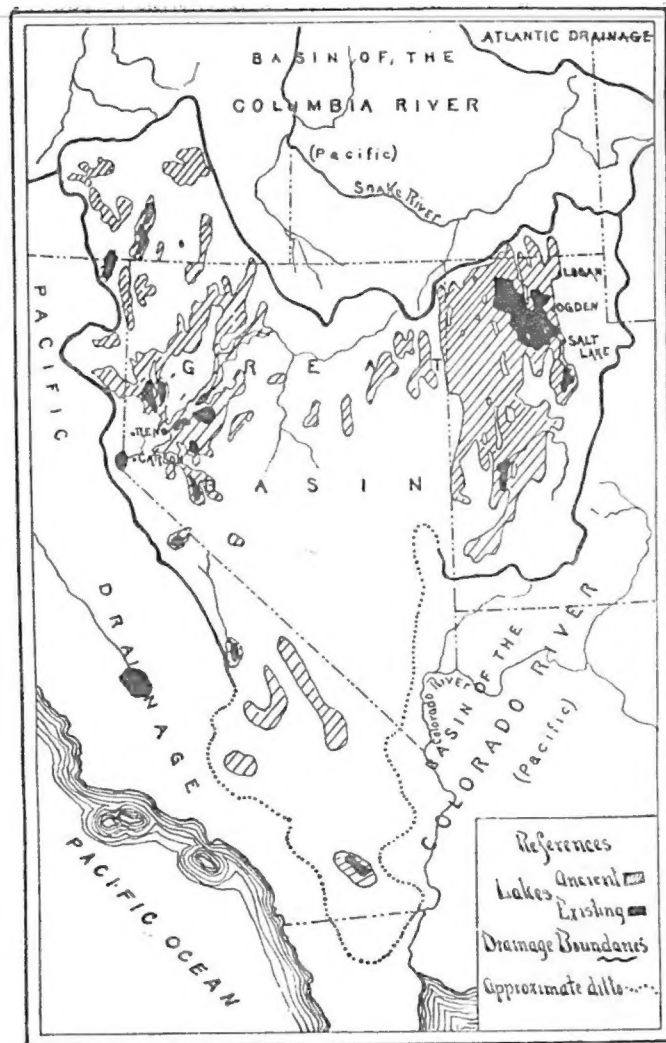 ATLANTIC DRAINAGE
BASIN OF THE
COLUMBIA RIVER
(Pacific)
Snake River
LOGAN
OGDEN
SALT
LAKE
PACIFIC
DRAINAGE
GREAT
BASIN
RENO
CARSON
Colorado River
BASIN OF THE
COLORADO RIVER
(Pacific)
PACIFIC OCEAN
References
Lakes
Ancient
Existing
Drainage Boundaries
Approximate ditto